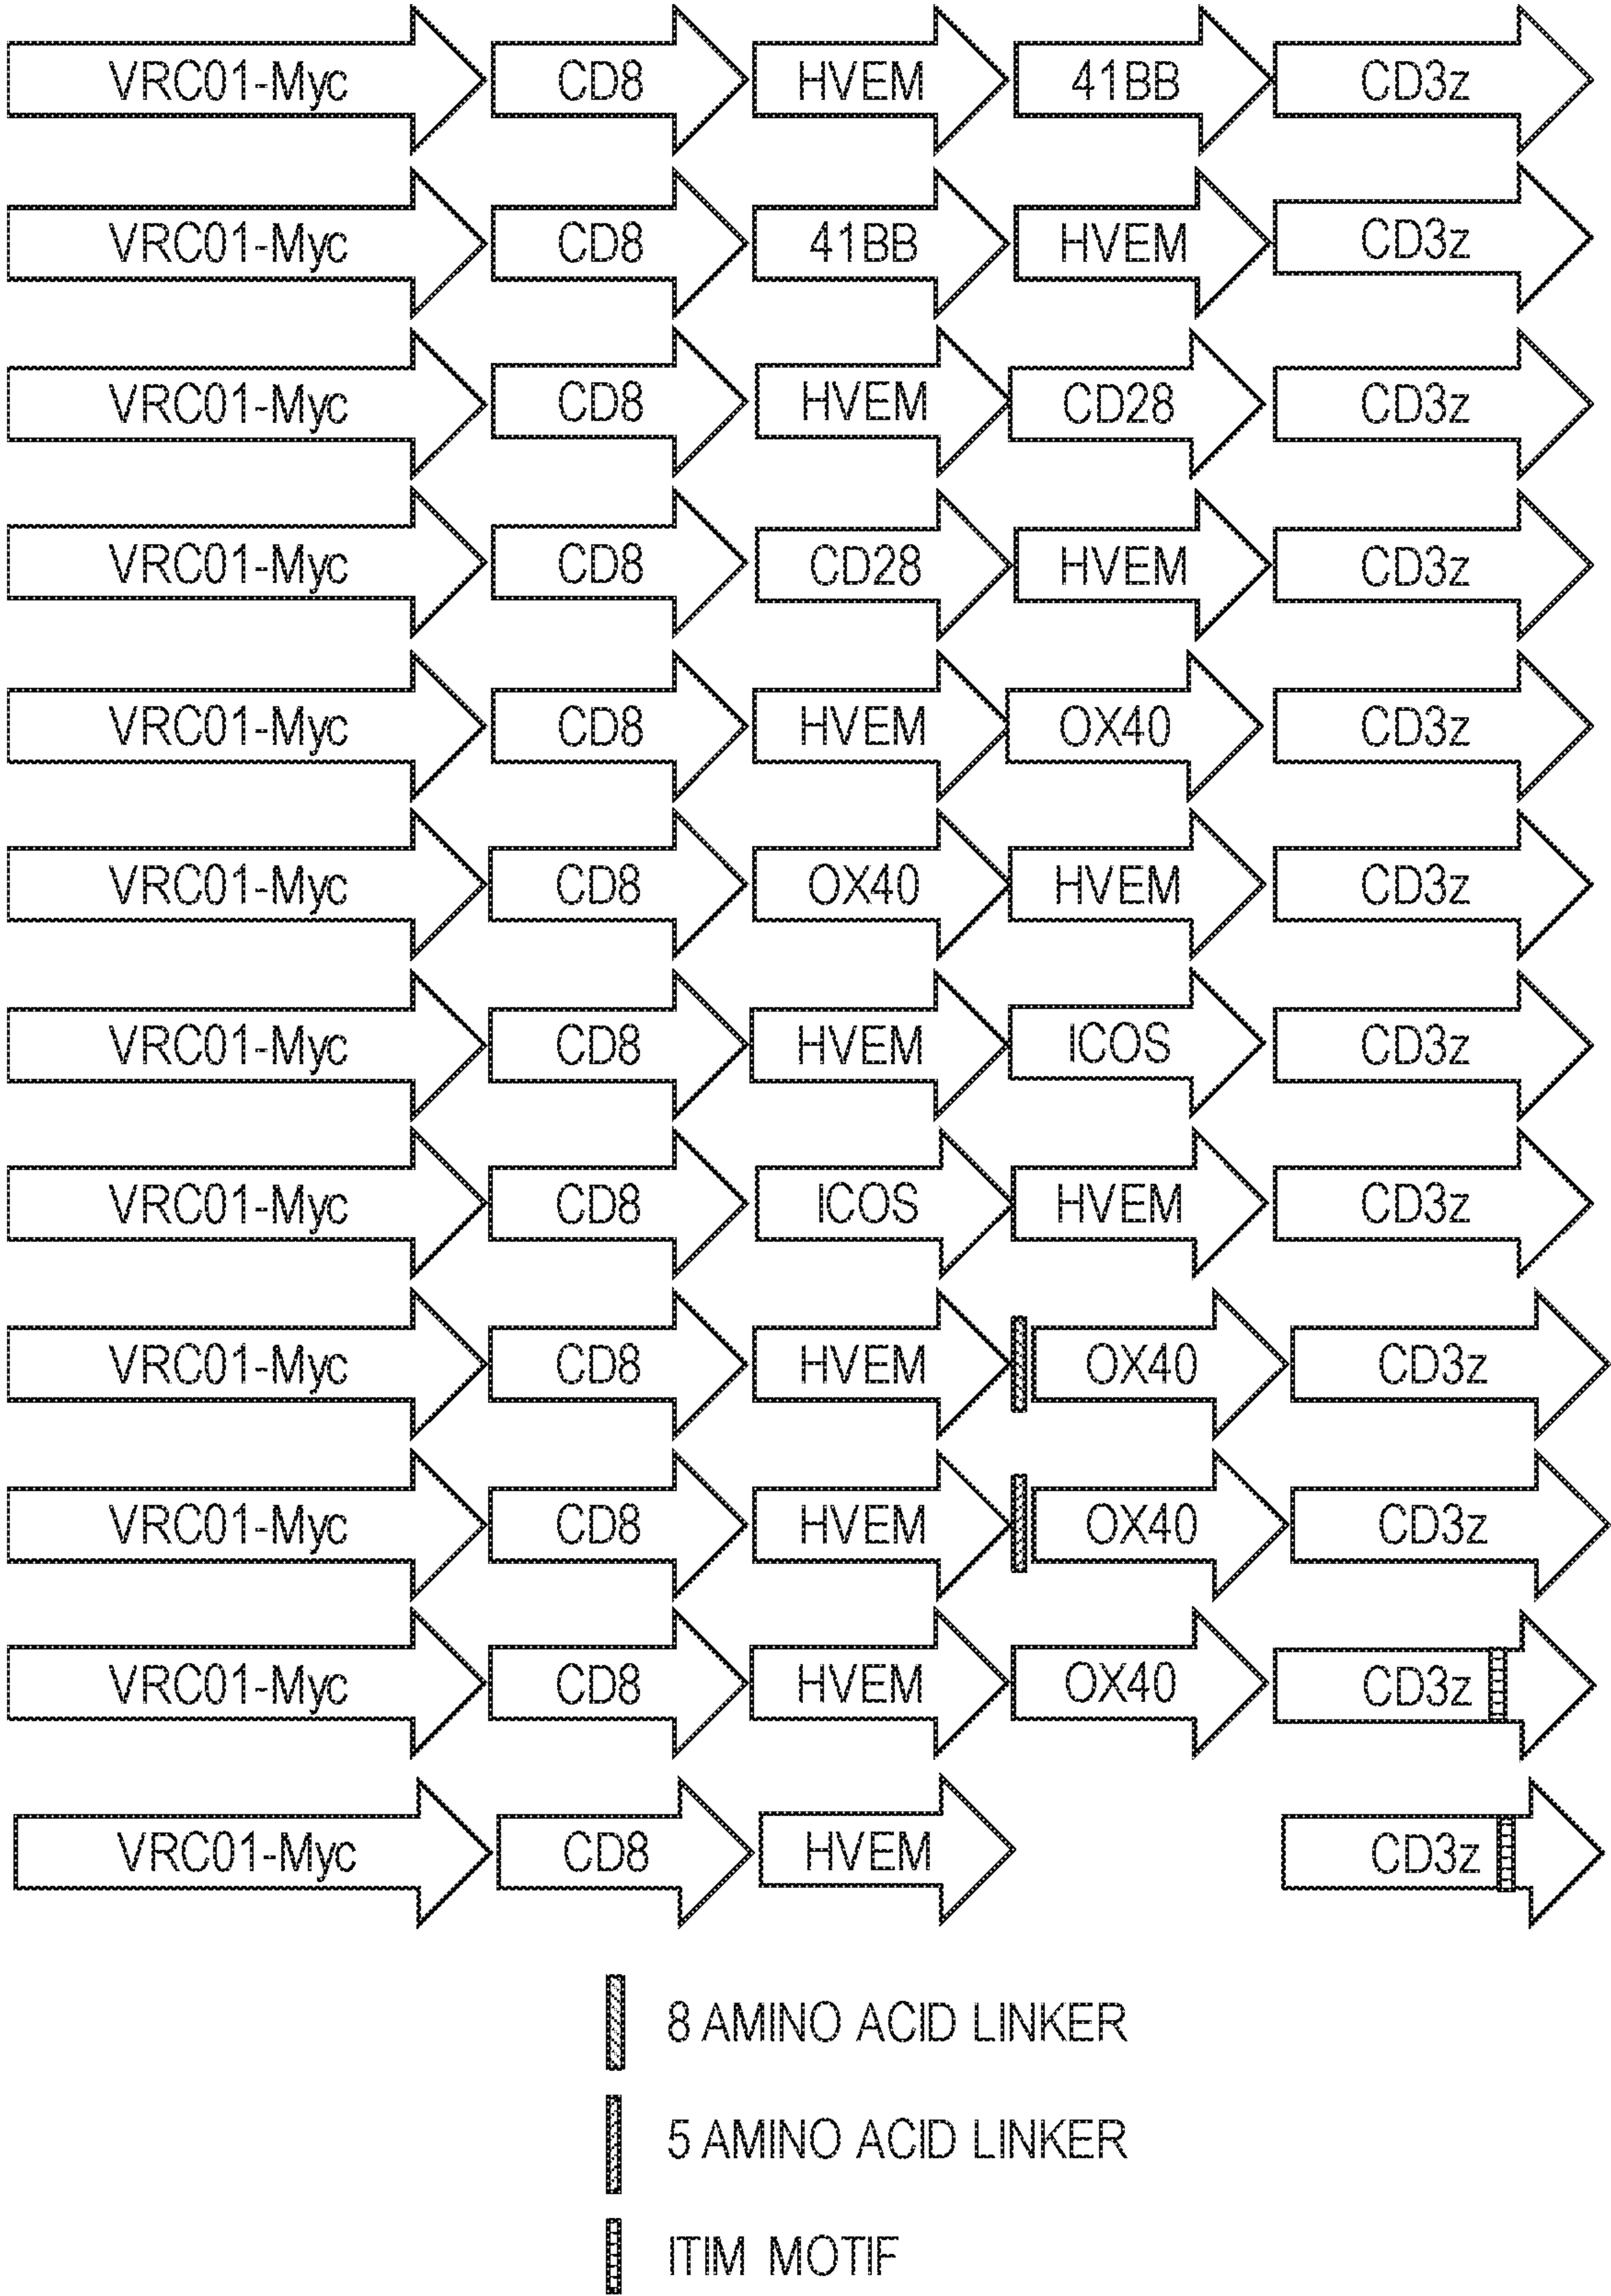 VRC01-Myc CD8 HVEM 41BB CD3z
VRC01-Myc CD8 41BB HVEM CD3z
VRC01-Myc CD8 HVEM CD28 CD3z
VRC01-Myc CD8 CD28 HVEM CD3z
VRC01-Myc CD8 HVEM OX40 CD3z
VRC01-Myc CD8 OX40 HVEM CD3z
VRC01-Myc CD8 HVEM ICOS CD3z
VRC01-Myc CD8 ICOS HVEM CD3z
VRC01-Myc CD8 HVEM OX40 CD3z
VRC01-Myc CD8 HVEM OX40 CD3z
VRC01-Myc CD8 HVEM OX40 CD3z
VRC01-Myc CD8 HVEM CD3z
8 AMINO ACID LINKER
5 AMINO ACID LINKER
ITIM MOTIF